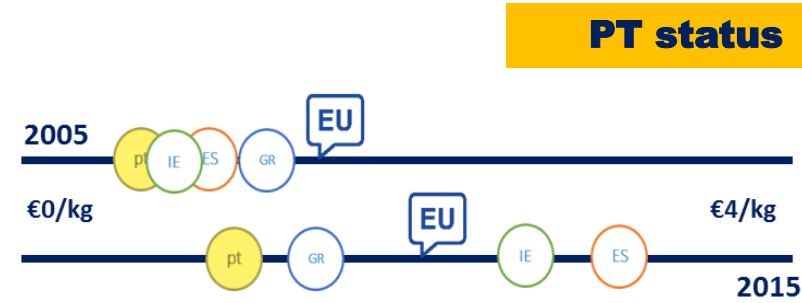 PT status
EU
2005
pt IE ES GR
€0/kg €4/kg
EU
pt GR IE ES
2015